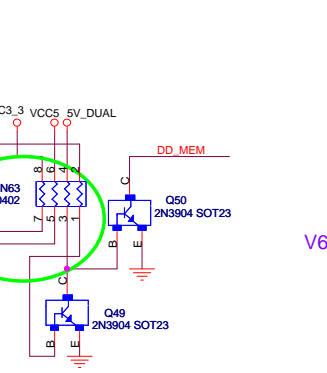 C3_3 VCC5 5V_DUAL
DD_MEM
8 6 4 2
N63
0402
7 5 3 1
C
Q50
2N3904 SOT23
B E
V6
C
Q49
2N3904 SOT23
B E